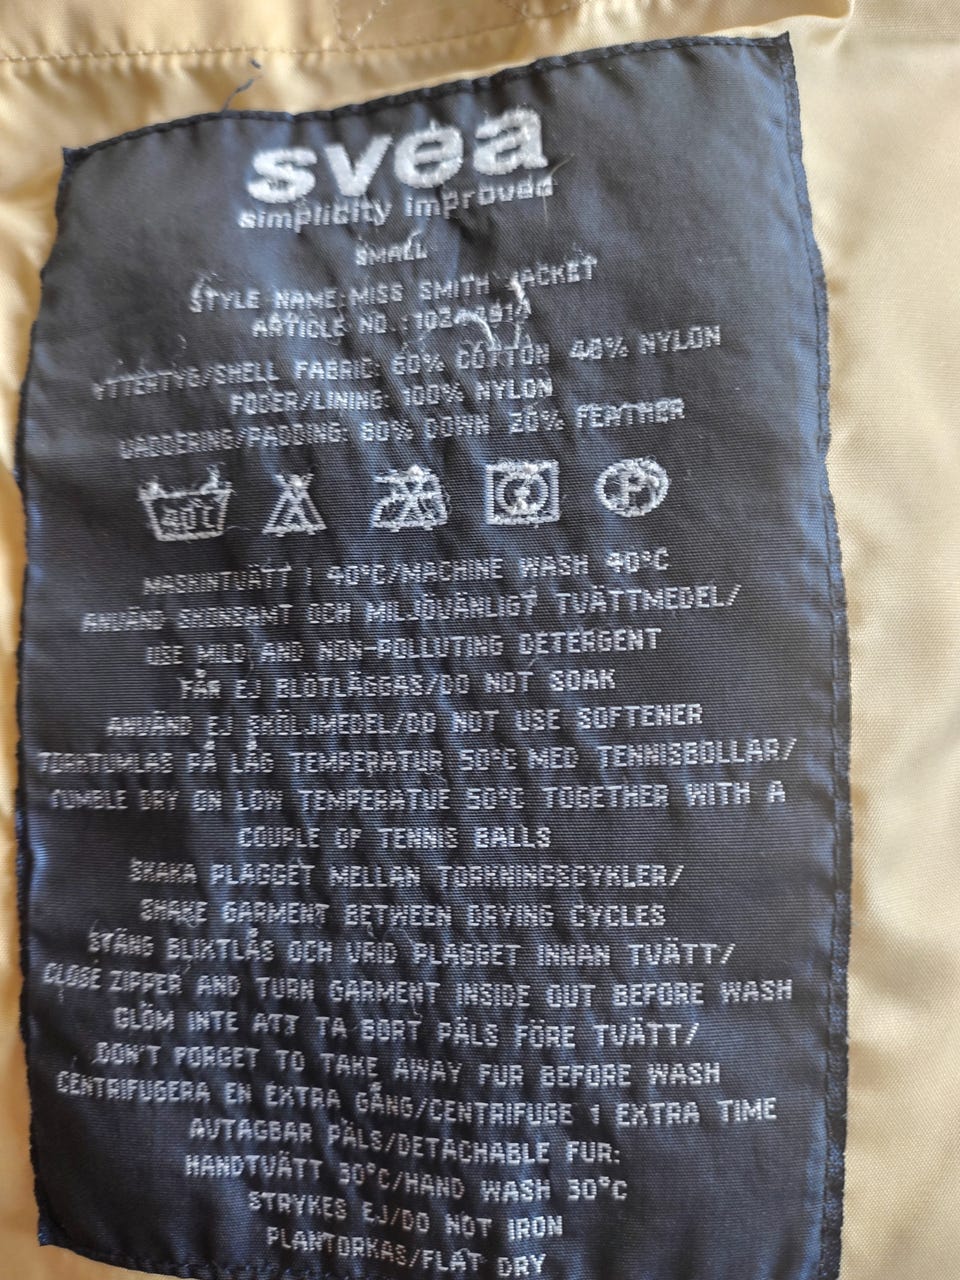 svea
simplicity improved
SMALL
STYLE NAME: MISS SMITH JACKET
ARTICLE NO.:
YTTERTYG/SHELL FABRIC: 60% COTTON 40% NYLON
FODER/LINING: 100% NYLON
VADDERING/PADDING: 80% DOWN 20% FEATHER
40°C
P
MASKINTVÄTT I 40°C/MACHINE WASH 40°C
ANVÄND SKONSAMT OCH MILJÖVÄNLIGT TVÄTTMEDEL/
USE MILD AND NON-POLLUTING DETERGENT
FÅR EJ BLÖTLÄGGAS/DO NOT SOAK
ANVÄND EJ SKÖLJMEDEL/DO NOT USE SOFTENER
TORKTUMLAS PÅ LÅG TEMPERATUR 50°C MED TENNISBOLLAR/
TUMBLE DRY ON LOW TEMPERATUE 50°C TOGETHER WITH A
COUPLE OF TENNIS BALLS
SKAKA PLAGGET MELLAN TORKNINGSCYKLER/
SHAKE GARMENT BETWEEN DRYING CYCLES
STÄNG BLIKTLÅS OCH VRID PLAGGET INNAN TVÄTT/
CLOSE ZIPPER AND TURN GARMENT INSIDE OUT BEFORE WASH
GLÖM INTE ATT TA BORT PÄLS FÖRE TVÄTT/
DON'T FORGET TO TAKE AWAY FUR BEFORE WASH
CENTRIFUGERA EN EXTRA GÅNG/CENTRIFUGE 1 EXTRA TIME
AVTAGBAR PÄLS/DETACHABLE FUR:
HANDTVÄTT 30°C/HAND WASH 30°C
STRYKES EJ/DO NOT IRON
PLANTORKAS/FLAT DRY